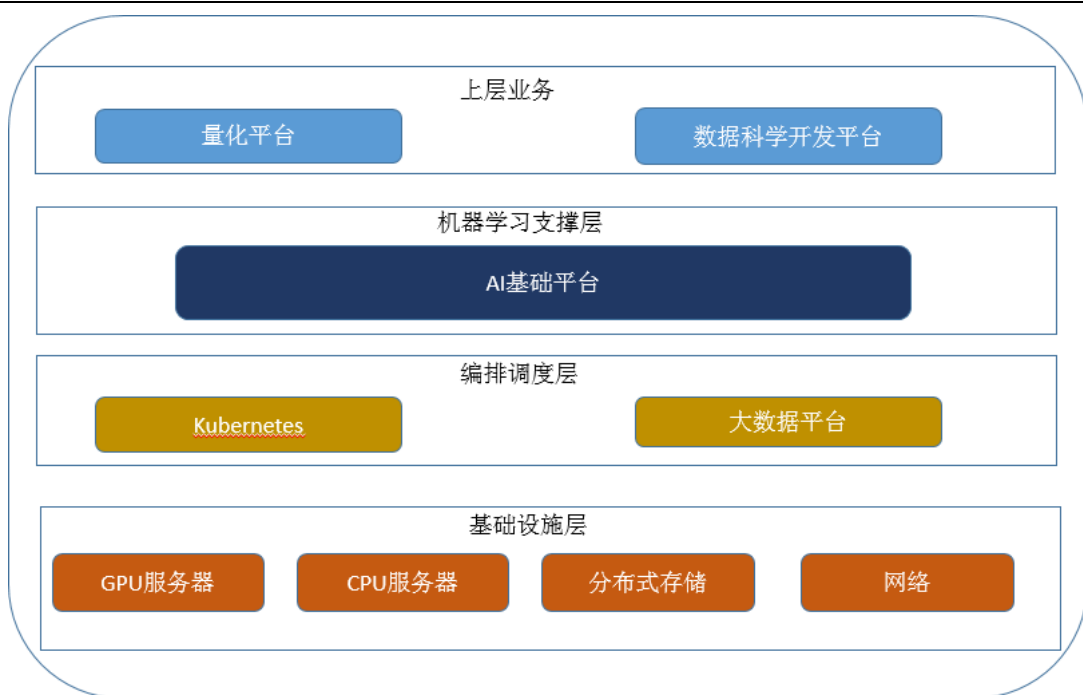 上层业务
量化平台
数据科学开发平台
机器学习支撑层
AI基础平台
编排调度层
Kubernetes
大数据平台
基础设施层
GPU服务器
CPU服务器
分布式存储
网络